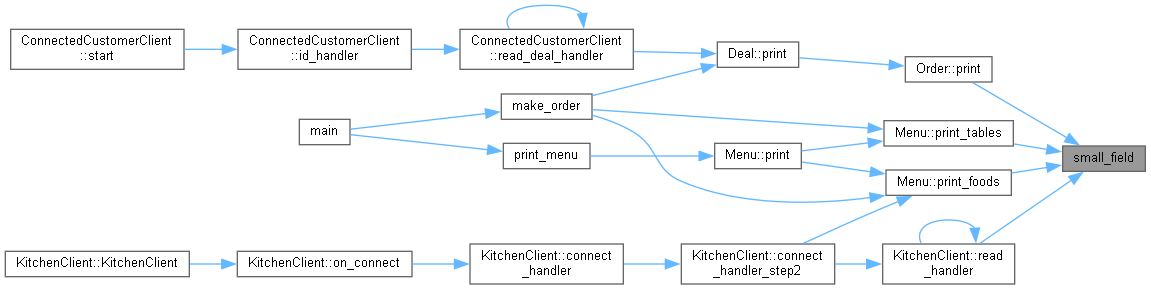 ConnectedCustomerClient
::start
ConnectedCustomerClient
::id_handler
ConnectedCustomerClient
::read_deal_handler
Deal::print
Order::print
make_order
main
print_menu
Menu::print
Menu::print_tables
Menu::print_foods
small_field
KitchenClient::KitchenClient
KitchenClient::on_connect
KitchenClient::connect
_handler
KitchenClient::connect
_handler_step2
KitchenClient::read
_handler